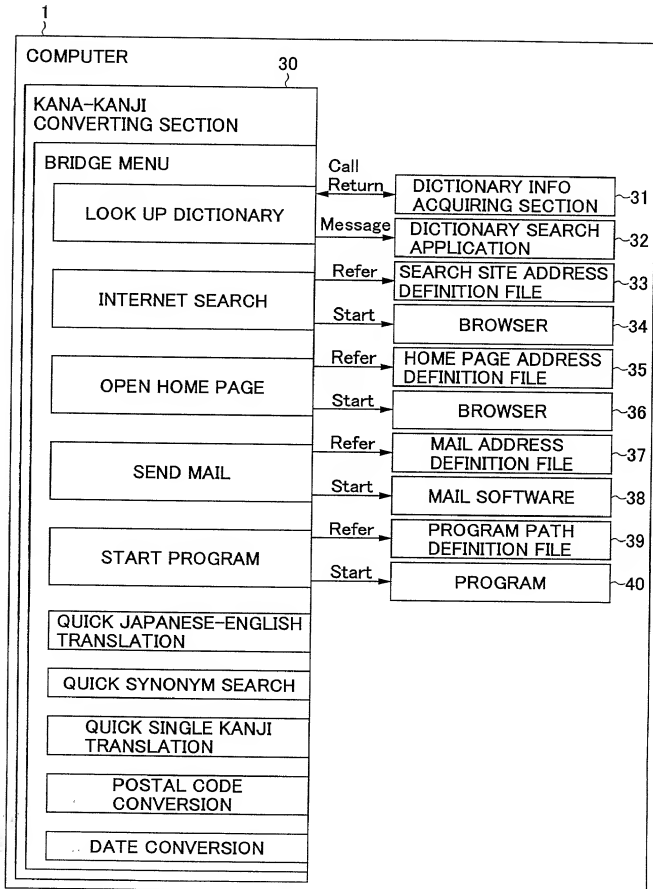 1
COMPUTER
30
KANA-KANJI
CONVERTING SECTION
BRIDGE MENU
LOOK UP DICTIONARY
Call
Return
DICTIONARY INFO
ACQUIRING SECTION
31
Message
DICTIONARY SEARCH
APPLICATION
32
INTERNET SEARCH
Refer
SEARCH SITE ADDRESS
DEFINITION FILE
33
Start
BROWSER
34
OPEN HOME PAGE
Refer
HOME PAGE ADDRESS
DEFINITION FILE
35
Start
BROWSER
36
SEND MAIL
Refer
MAIL ADDRESS
DEFINITION FILE
37
Start
MAIL SOFTWARE
38
START PROGRAM
Refer
PROGRAM PATH
DEFINITION FILE
39
Start
PROGRAM
40
QUICK JAPANESE-ENGLISH
TRANSLATION
QUICK SYNONYM SEARCH
QUICK SINGLE KANJI
TRANSLATION
POSTAL CODE
CONVERSION
DATE CONVERSION